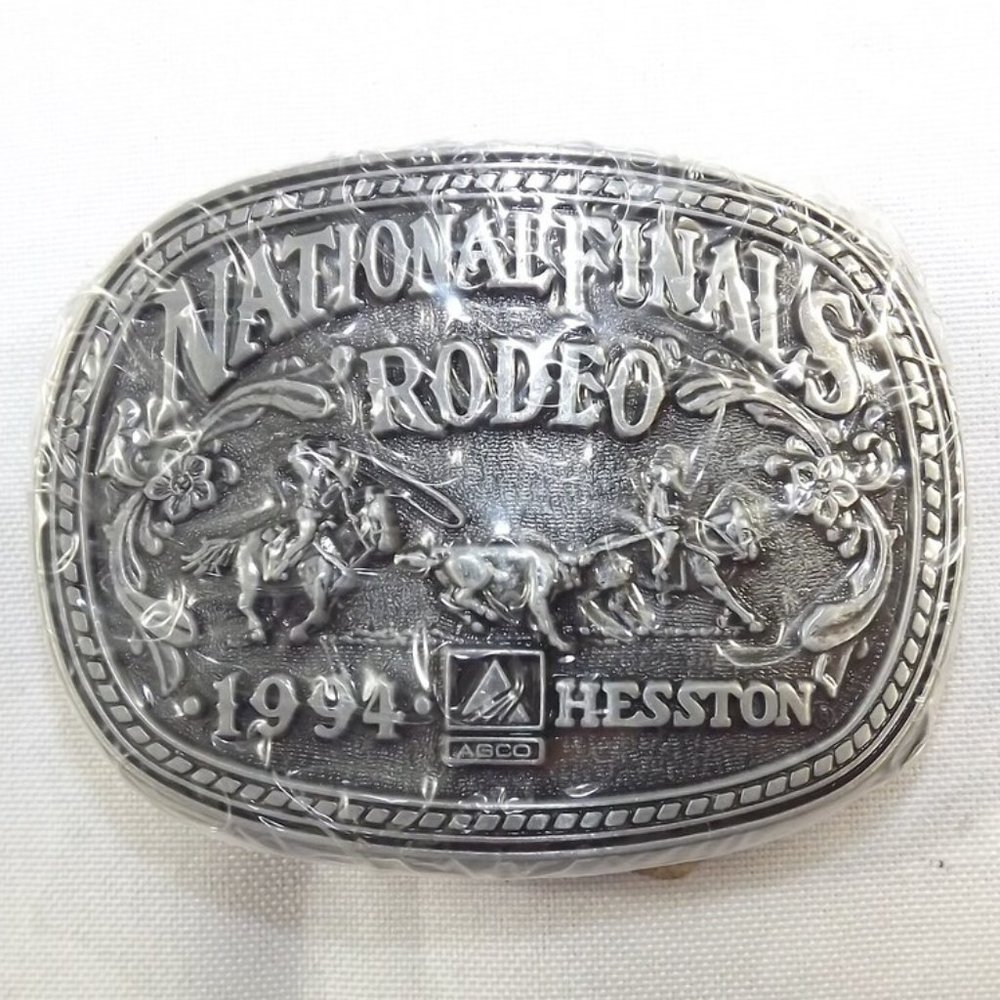 NATIONAL FINALS
RODEO
·1994·
HESSTON
AGCO